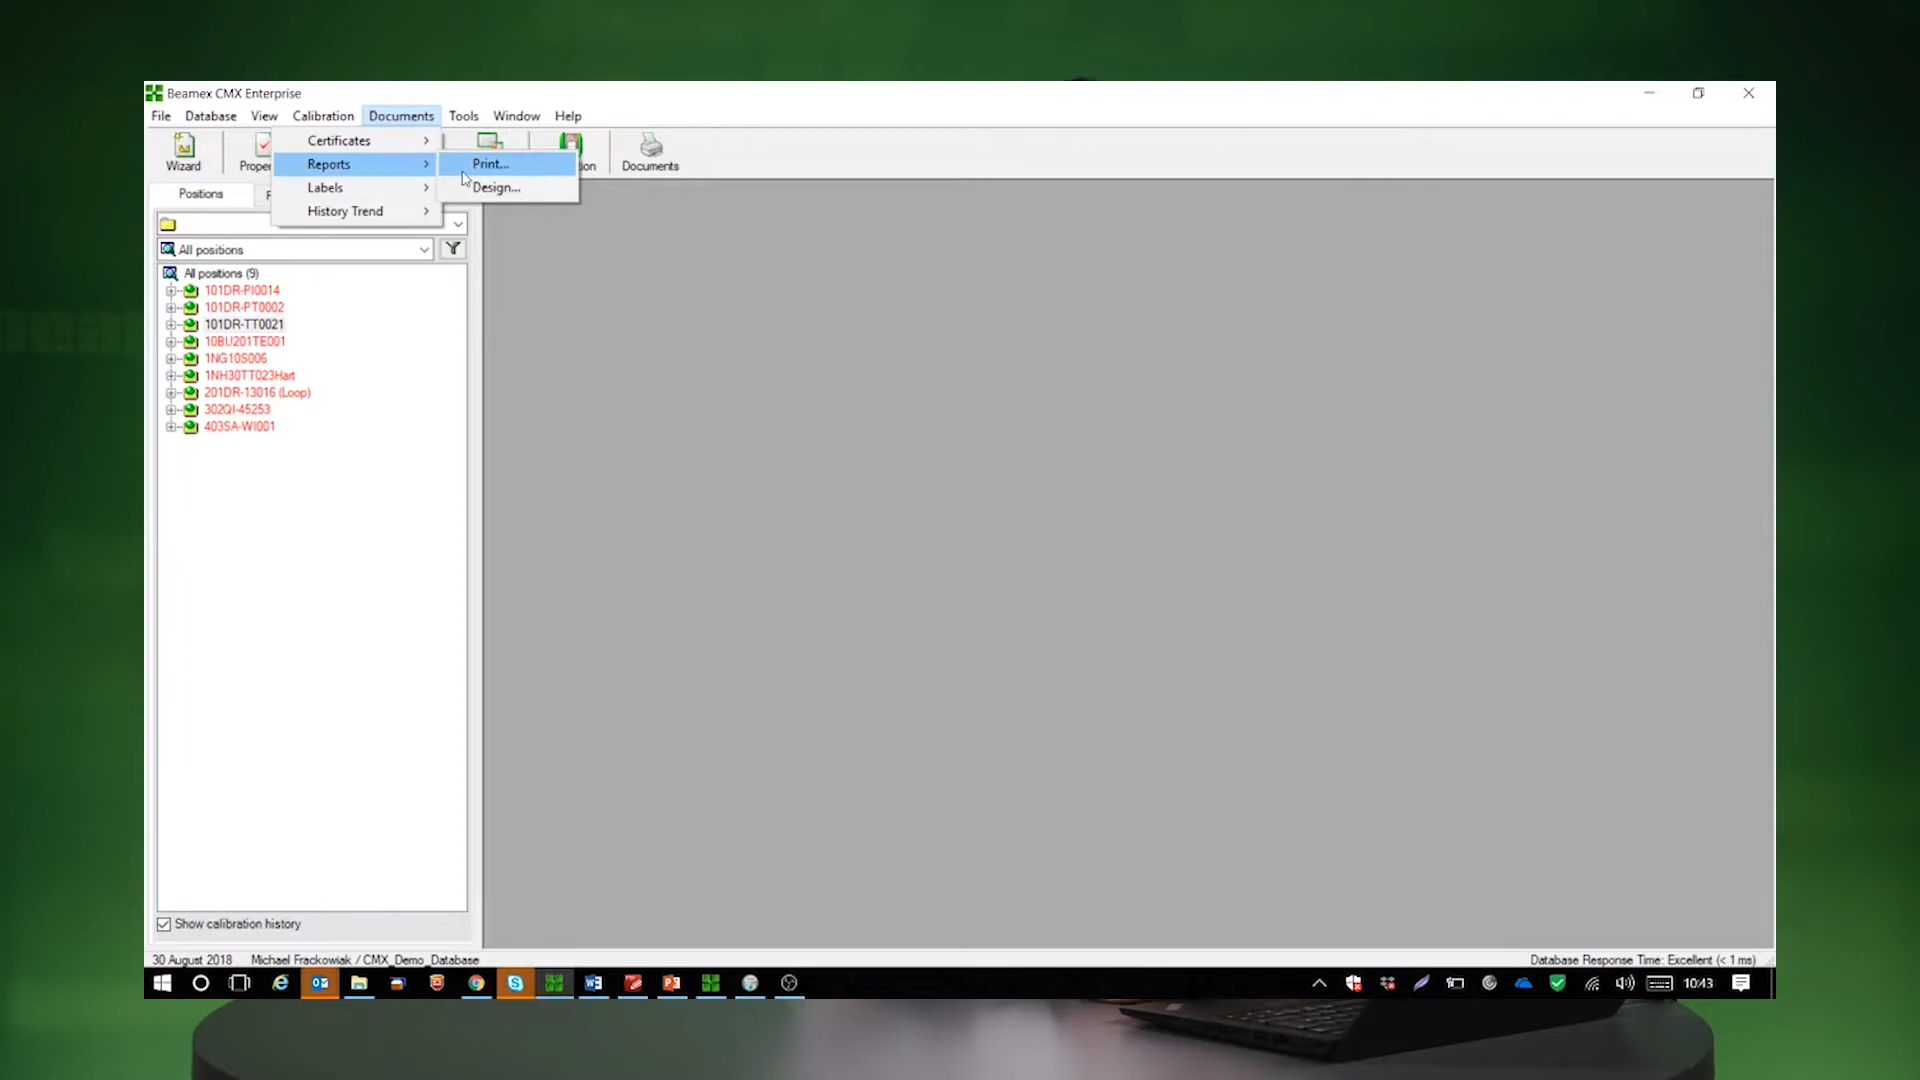 Beamex CMX Enterprise
File Database View Calibration Documents Tools Window Help
Certificates
Reports
Labels
History Trend
Print...
Design...
Wizard
Documents
Positions
All positions
All positions (9)
101DR-PI0014
101DR-PT0002
101DR-TT0021
10BU201TE001
1NG10S006
1NH30TT023Hart
201DR-13016 (Loop)
302QI-45253
403SA-WI001
Show calibration history
30 August 2018 Michael Frackowiak / CMX_Demo_Database
Database Response Time: Excellent (< 1 ms)
10:43